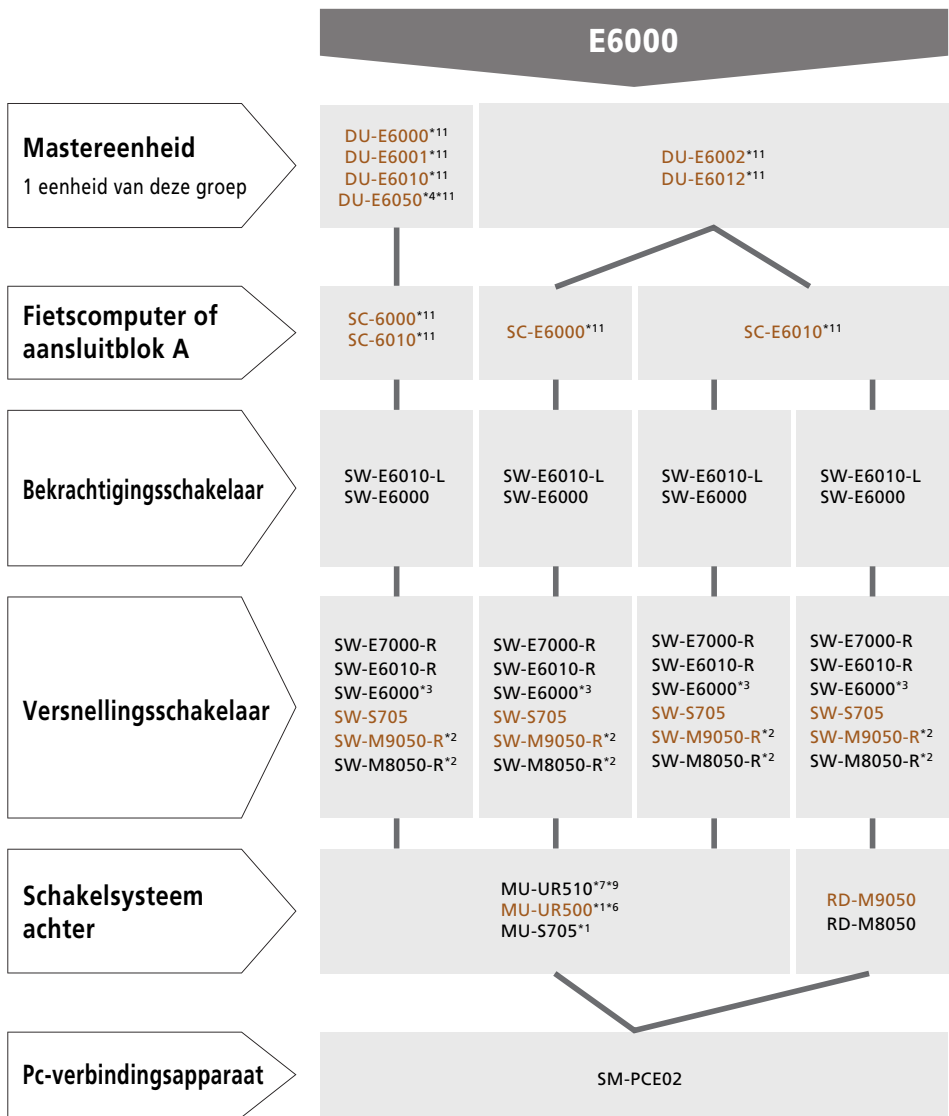 E6000
Mastereenheid
1 eenheid van deze groep
DU-E6000*11
DU-E6001*11
DU-E6010*11
DU-E6050*4*11
DU-E6002*11
DU-E6012*11
Fietscomputer of
aansluitblok A
SC-6000*11
SC-6010*11
SC-E6000*11
SC-E6010*11
Bekrachtigingsschakelaar
SW-E6010-L
SW-E6000
SW-E6010-L
SW-E6000
SW-E6010-L
SW-E6000
SW-E6010-L
SW-E6000
Versnellingsschakelaar
SW-E7000-R
SW-E6010-R
SW-E6000*3
SW-S705
SW-M9050-R*2
SW-M8050-R*2
SW-E7000-R
SW-E6010-R
SW-E6000*3
SW-S705
SW-M9050-R*2
SW-M8050-R*2
SW-E7000-R
SW-E6010-R
SW-E6000*3
SW-S705
SW-M9050-R*2
SW-M8050-R*2
SW-E7000-R
SW-E6010-R
SW-E6000*3
SW-S705
SW-M9050-R*2
SW-M8050-R*2
Schakelsysteem
achter
MU-UR510*7*9
MU-UR500*1*6
MU-S705*1
RD-M9050
RD-M8050
Pc-verbindingsapparaat
SM-PCE02